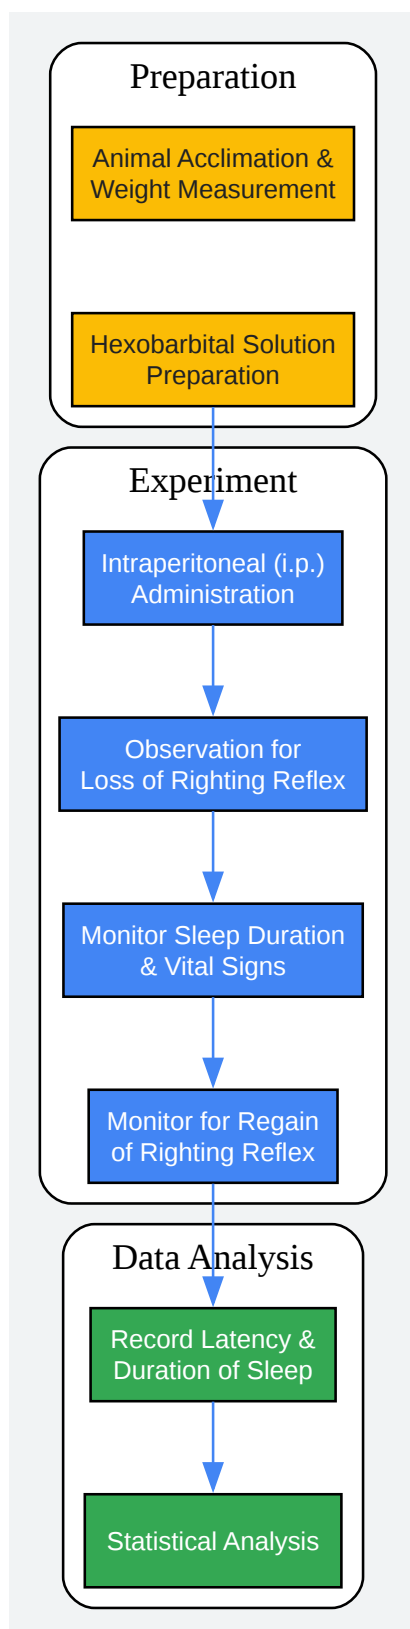 Preparation
Animal Acclimation &
Weight Measurement
Hexobarbital Solution
Preparation
Experiment
Intraperitoneal (i.p.)
Administration
Observation for
Loss of Righting Reflex
Monitor Sleep Duration
& Vital Signs
Monitor for Regain
of Righting Reflex
Data Analysis
Record Latency &
Duration of Sleep
Statistical Analysis